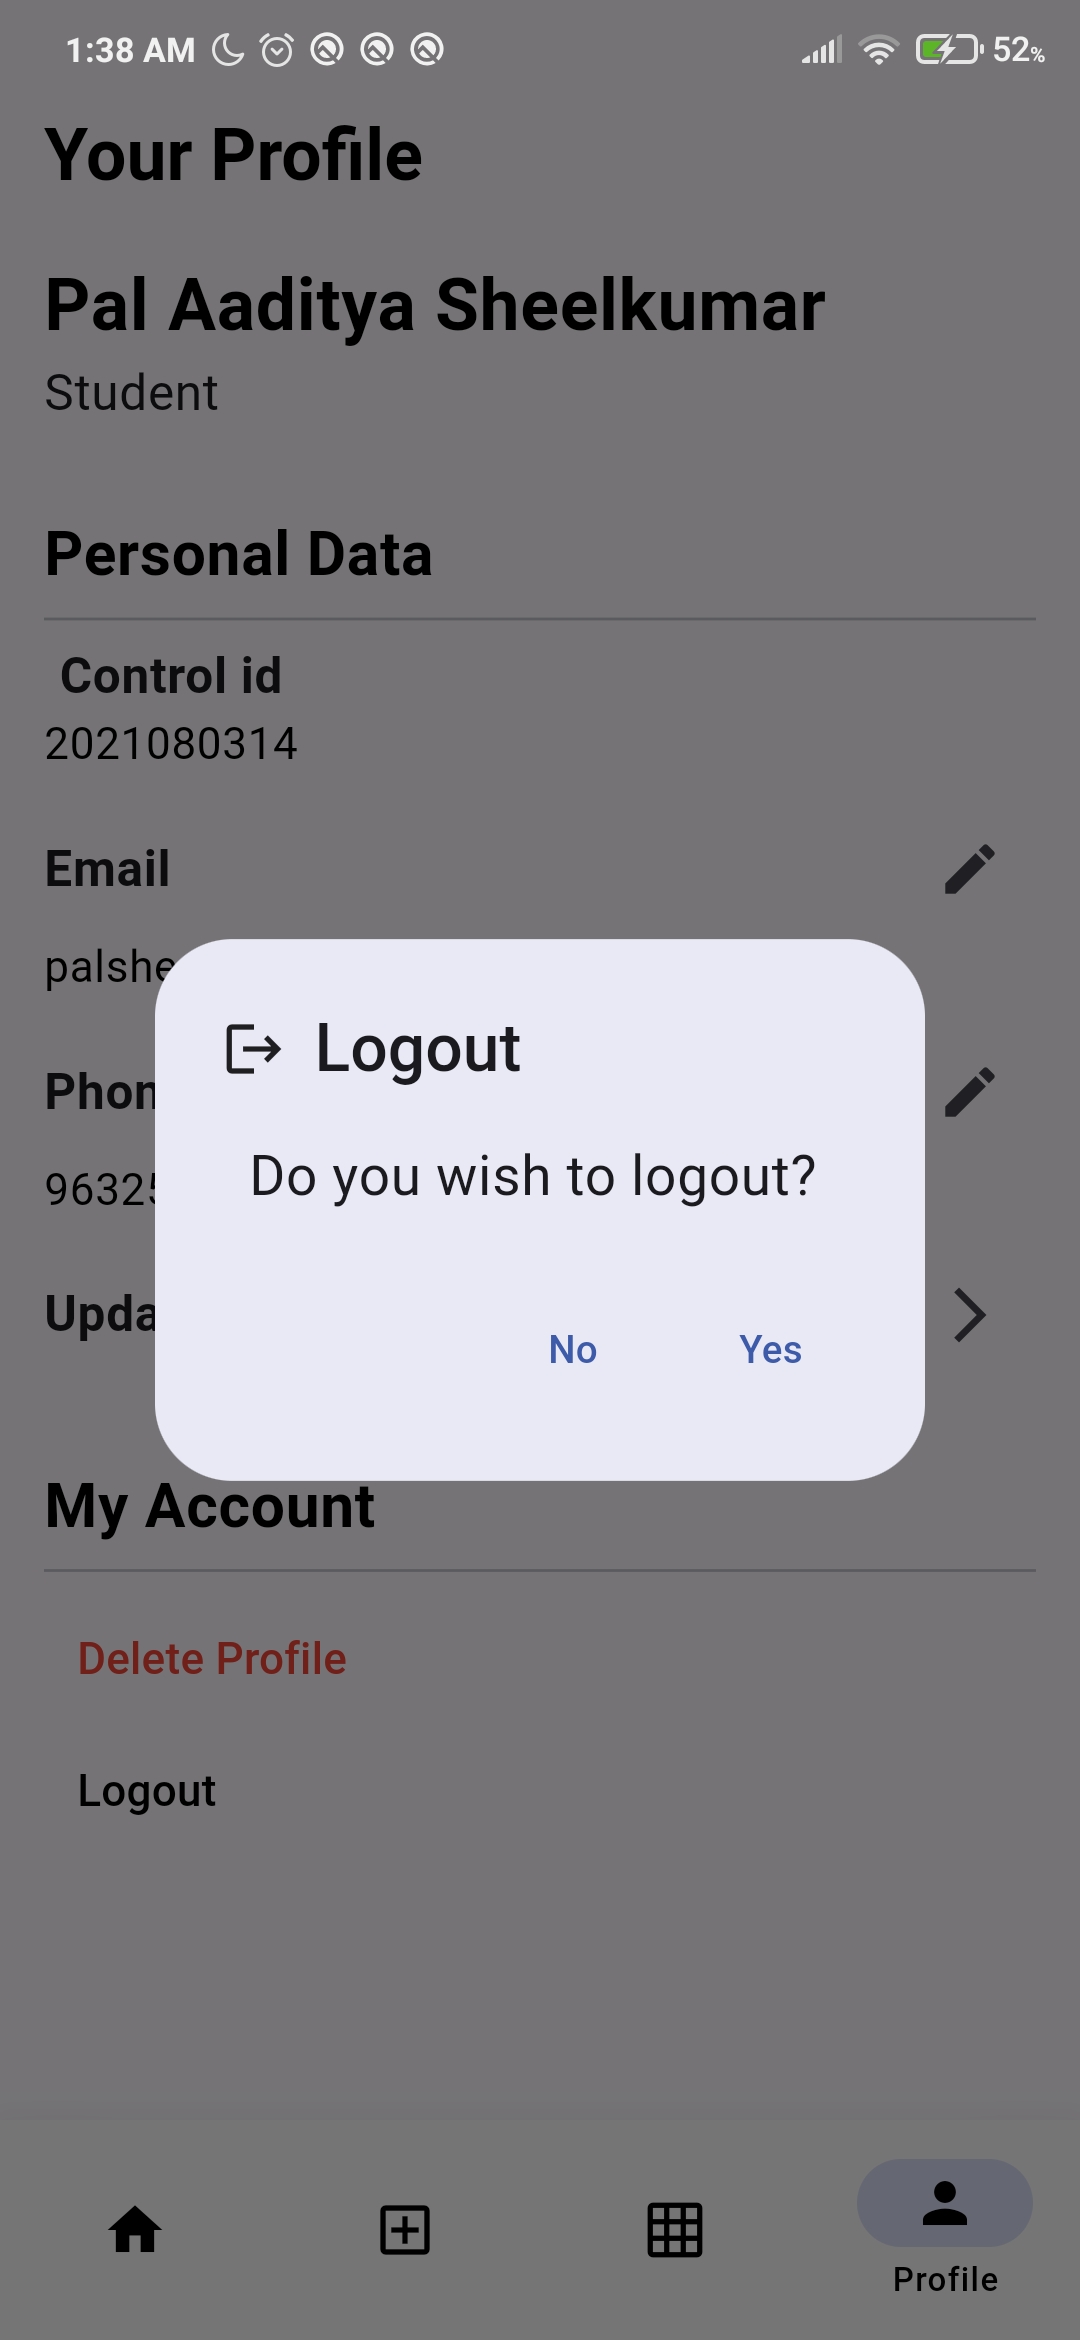 1:38 AM 52%
Your Profile
Pal Aaditya Sheelkumar
Student
Personal Data
Control id
2021080314
Email
palshe
Phon
9632
Logout
Do you wish to logout?
Upda
No Yes
My Account
Delete Profile
Logout
Profile